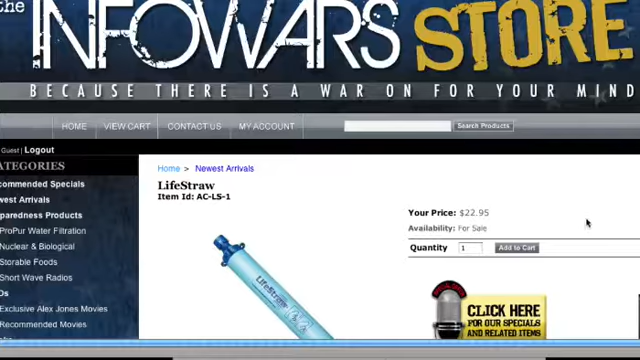 the
INFOWARS STORE
BECAUSE THERE IS A WAR ON FOR YOUR MIND
HOME
VIEW CART
CONTACT US
MY ACCOUNT
Search Products
Guest | Logout
ATEGORIES
commended Specials
west Arrivals
paredness Products
ProPur Water Filtration
Nuclear & Biological
Storable Foods
Short Wave Radios
Ds
Exclusive Alex Jones Movies
Recommended Movies
Home > Newest Arrivals
LifeStraw
Item Id: AC-LS-1
LifeStraw
Your Price: $22.95
Availability: For Sale
Quantity 1 Add to Cart
CLICK HERE
FOR OUR SPECIALS
AND RELATED ITEMS